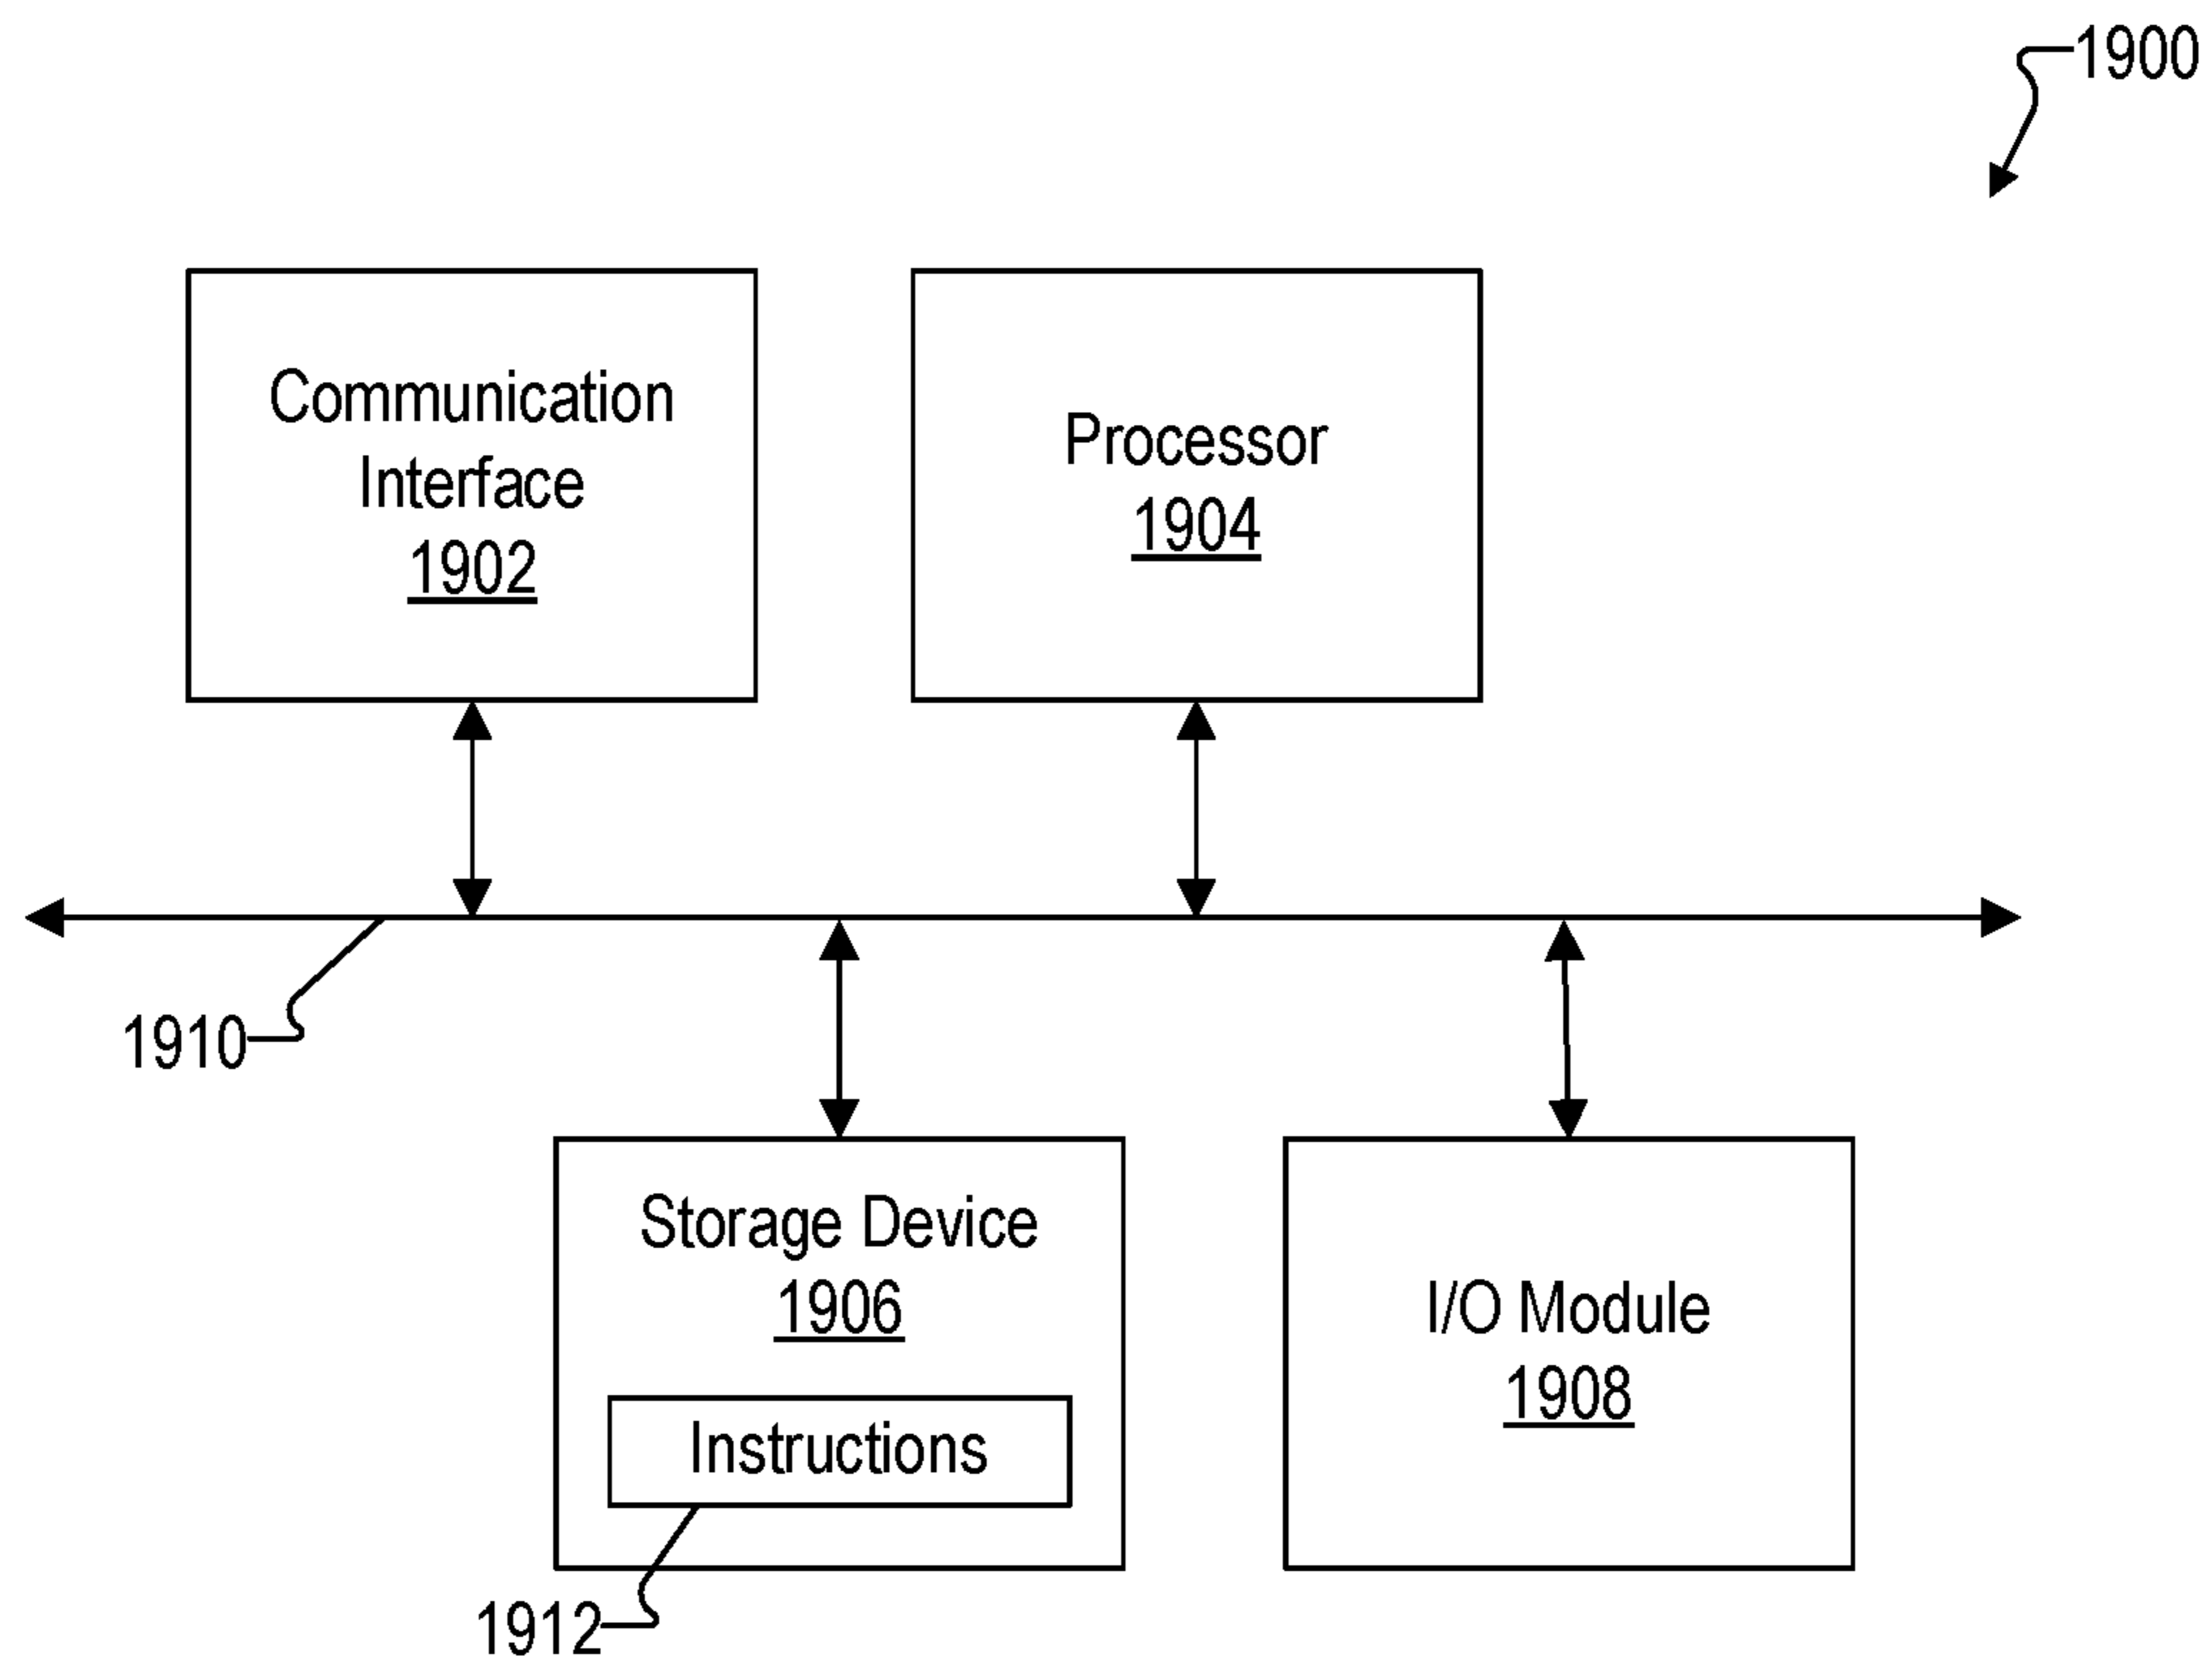 1900
Communication
Interface
1902
Processor
1904
1910
Storage Device
1906
Instructions
1912
I/O Module
1908